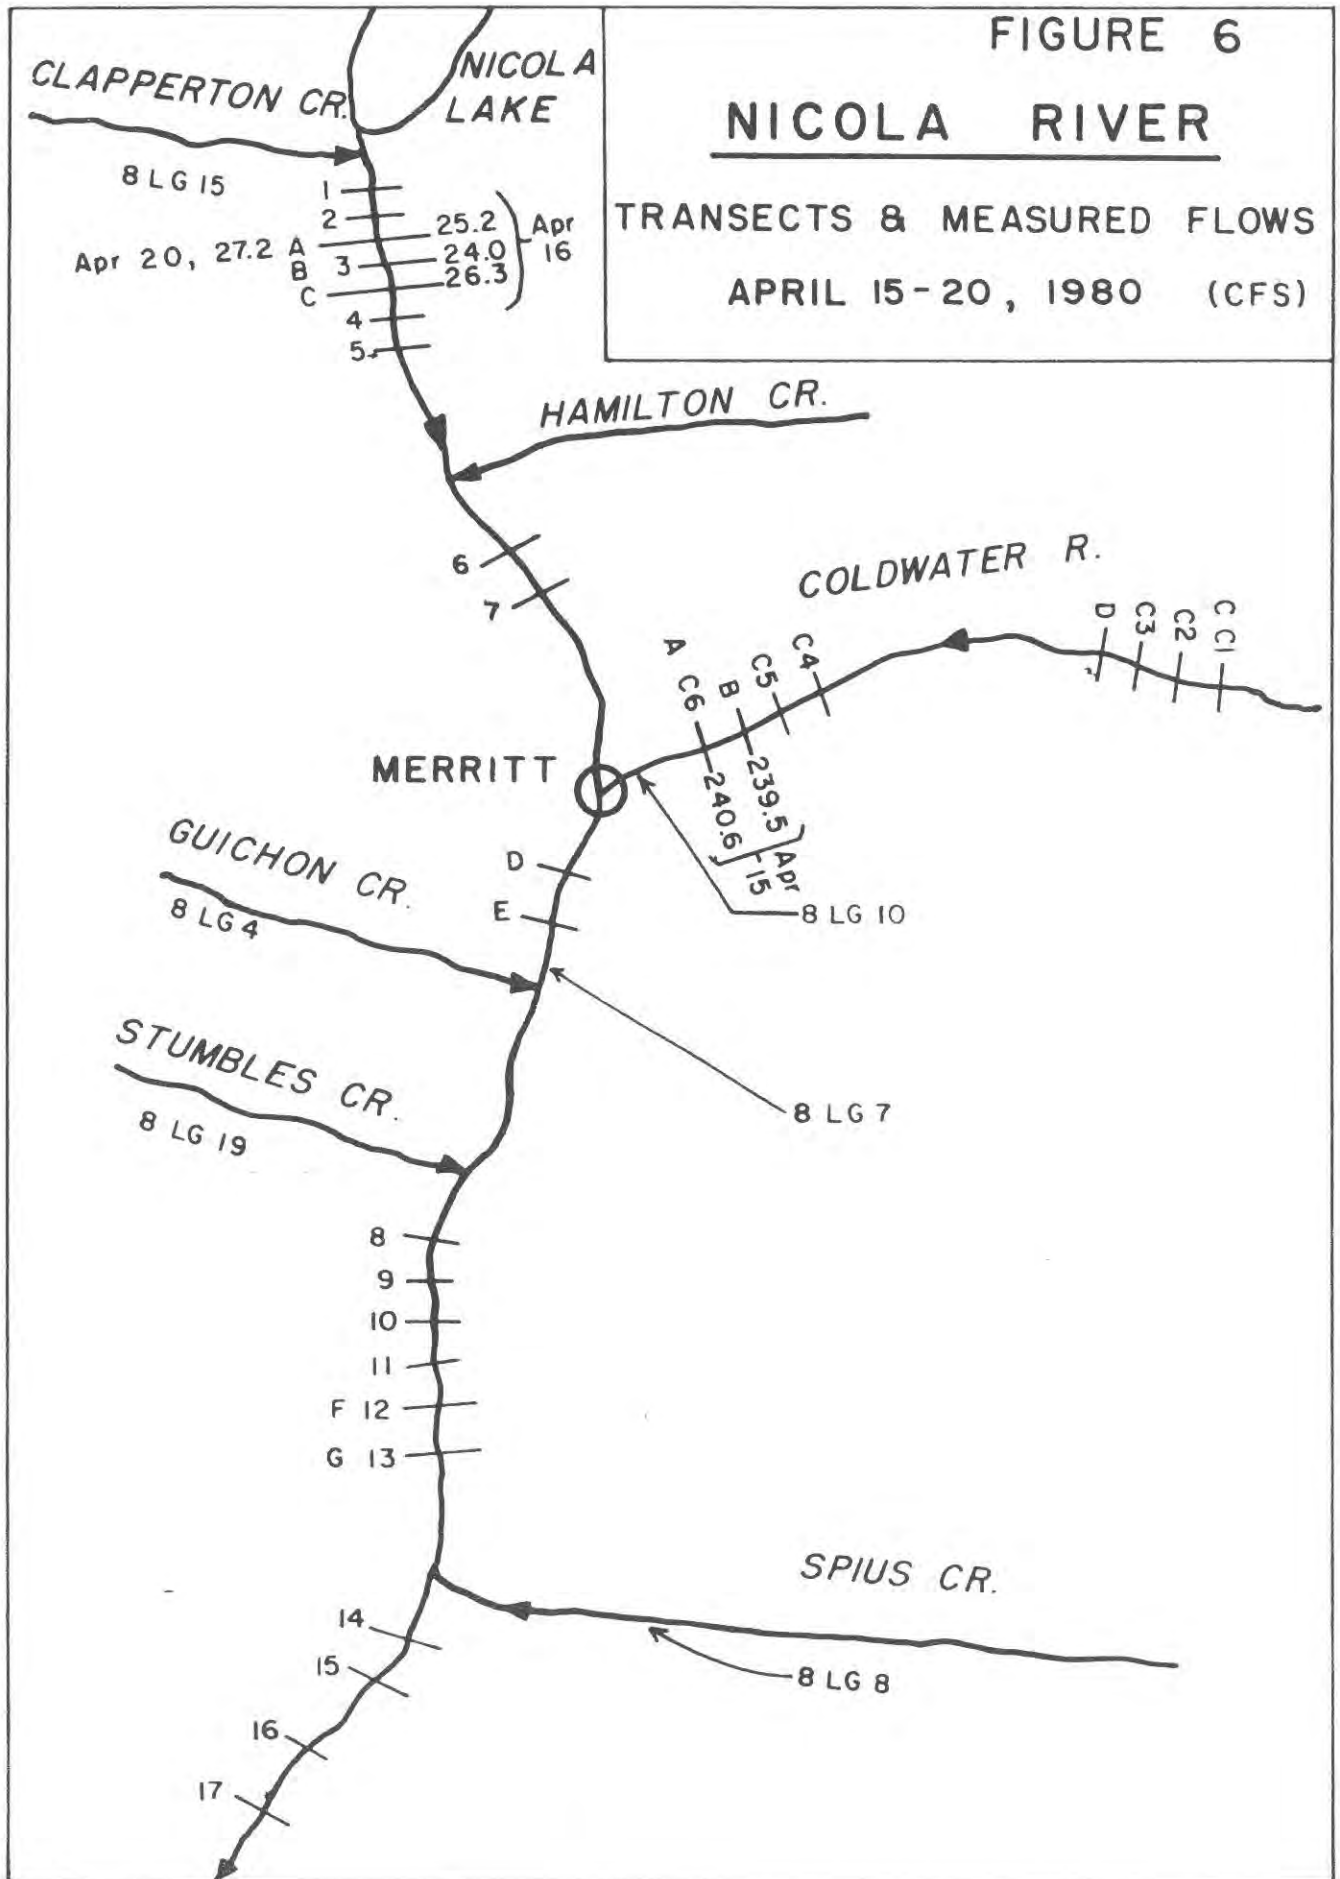 FIGURE 6
NICOLA RIVER
TRANSECTS & MEASURED FLOWS
APRIL 15-20, 1980 (CFS)
NICOLA
LAKE
CLAPPERTON CR.
8 LG 15
1
2
A 25.2
Apr 20, 27.2
B 3 24.0
C 26.3
Apr
16
4
5
HAMILTON CR.
6
7
COLDWATER R.
D
C3
C2
C C1
C4
C5
B
A C6
239.5
240.6
Apr
15
8 LG 10
MERRITT
D
E
GUICHON CR.
8 LG 4
8 LG 7
STUMBLES CR.
8 LG 19
8
9
10
11
F 12
G 13
SPIUS CR.
8 LG 8
14
15
16
17